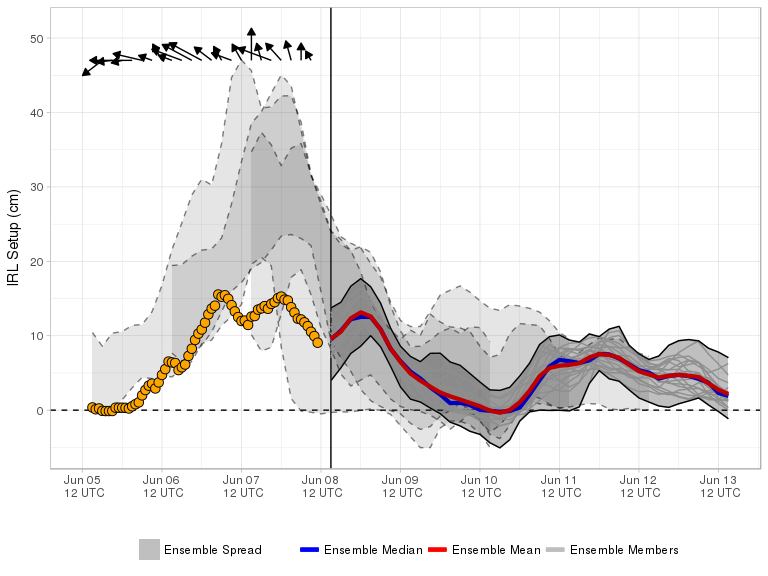 50
40
30
20
10
0
IRL Setup (cm)
Jun 05 Jun 06 Jun 07 Jun 08 Jun 09 Jun 10 Jun 11 Jun 12 Jun 13
12 UTC 12 UTC 12 UTC 12 UTC 12 UTC 12 UTC 12 UTC 12 UTC 12 UTC
Ensemble Spread Ensemble Median Ensemble Mean Ensemble Members